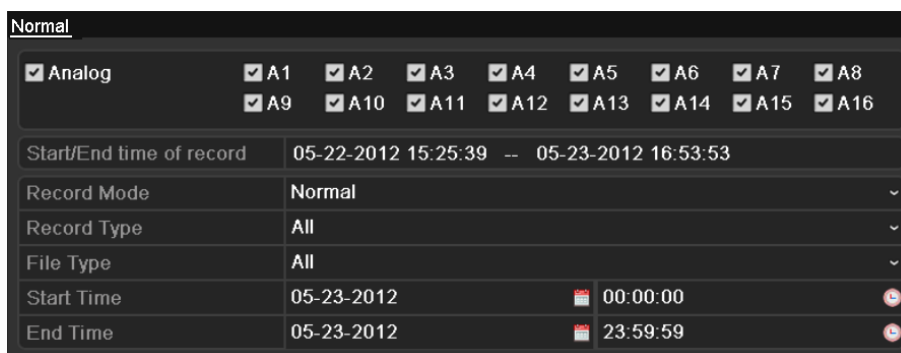 Normal
Analog A1 A2 A3 A4 A5 A6 A7 A8
A9 A10 A11 A12 A13 A14 A15 A16
Start/End time of record 05-22-2012 15:25:39 -- 05-23-2012 16:53:53
Record Mode Normal
Record Type All
File Type All
Start Time 05-23-2012 00:00:00
End Time 05-23-2012 23:59:59